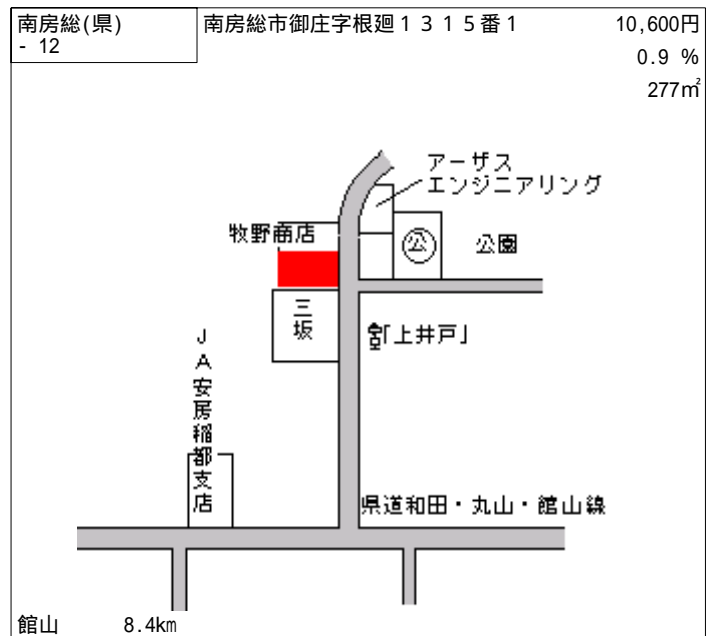 南房総(県)
- 12
南房総市御庄字根廻１３１５番１
10,600円
0.9 %
277㎡
アーザス
エンジニアリング
牧野商店
公
公園
三坂
「上井戸」
JA安房稲都支店
県道和田・丸山・館山線
館山 8.4km